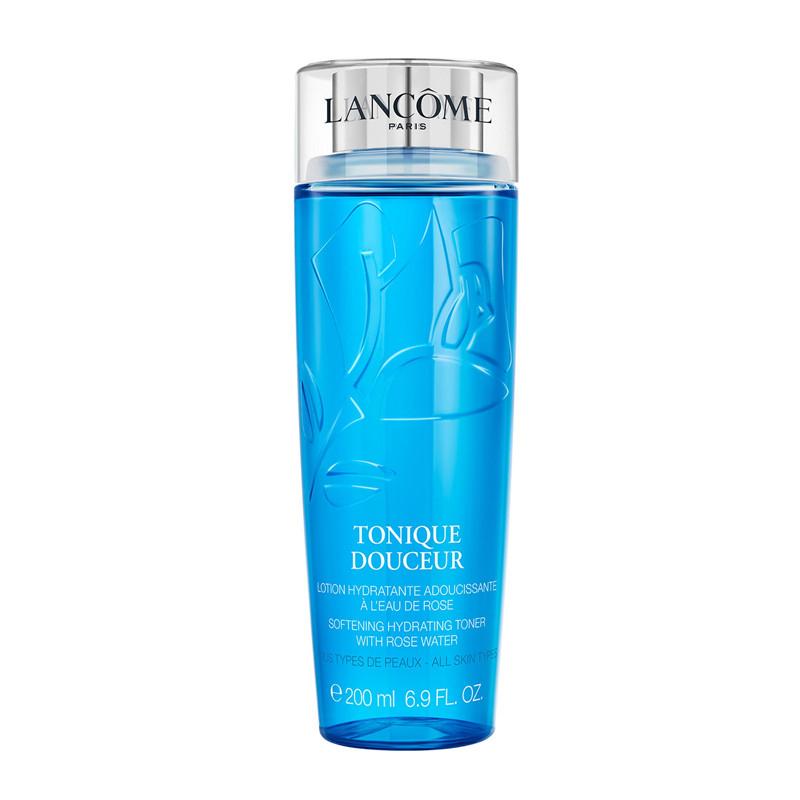 LANCÔME
PARIS
TONIQUE
DOUCEUR
LOTION HYDRATANTE ADOUCISSANTE
À L'EAU DE ROSE
SOFTENING HYDRATING TONER
WITH ROSE WATER
TYPES DE PEAUX - ALL SKIN TYPES
℮ 200 ml 6.9 FL. OZ.